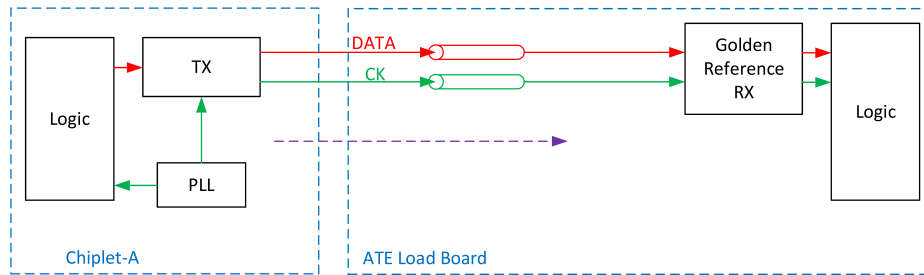 Logic
TX
PLL
Chiplet-A
DATA
CK
Golden
Reference
RX
Logic
ATE Load Board